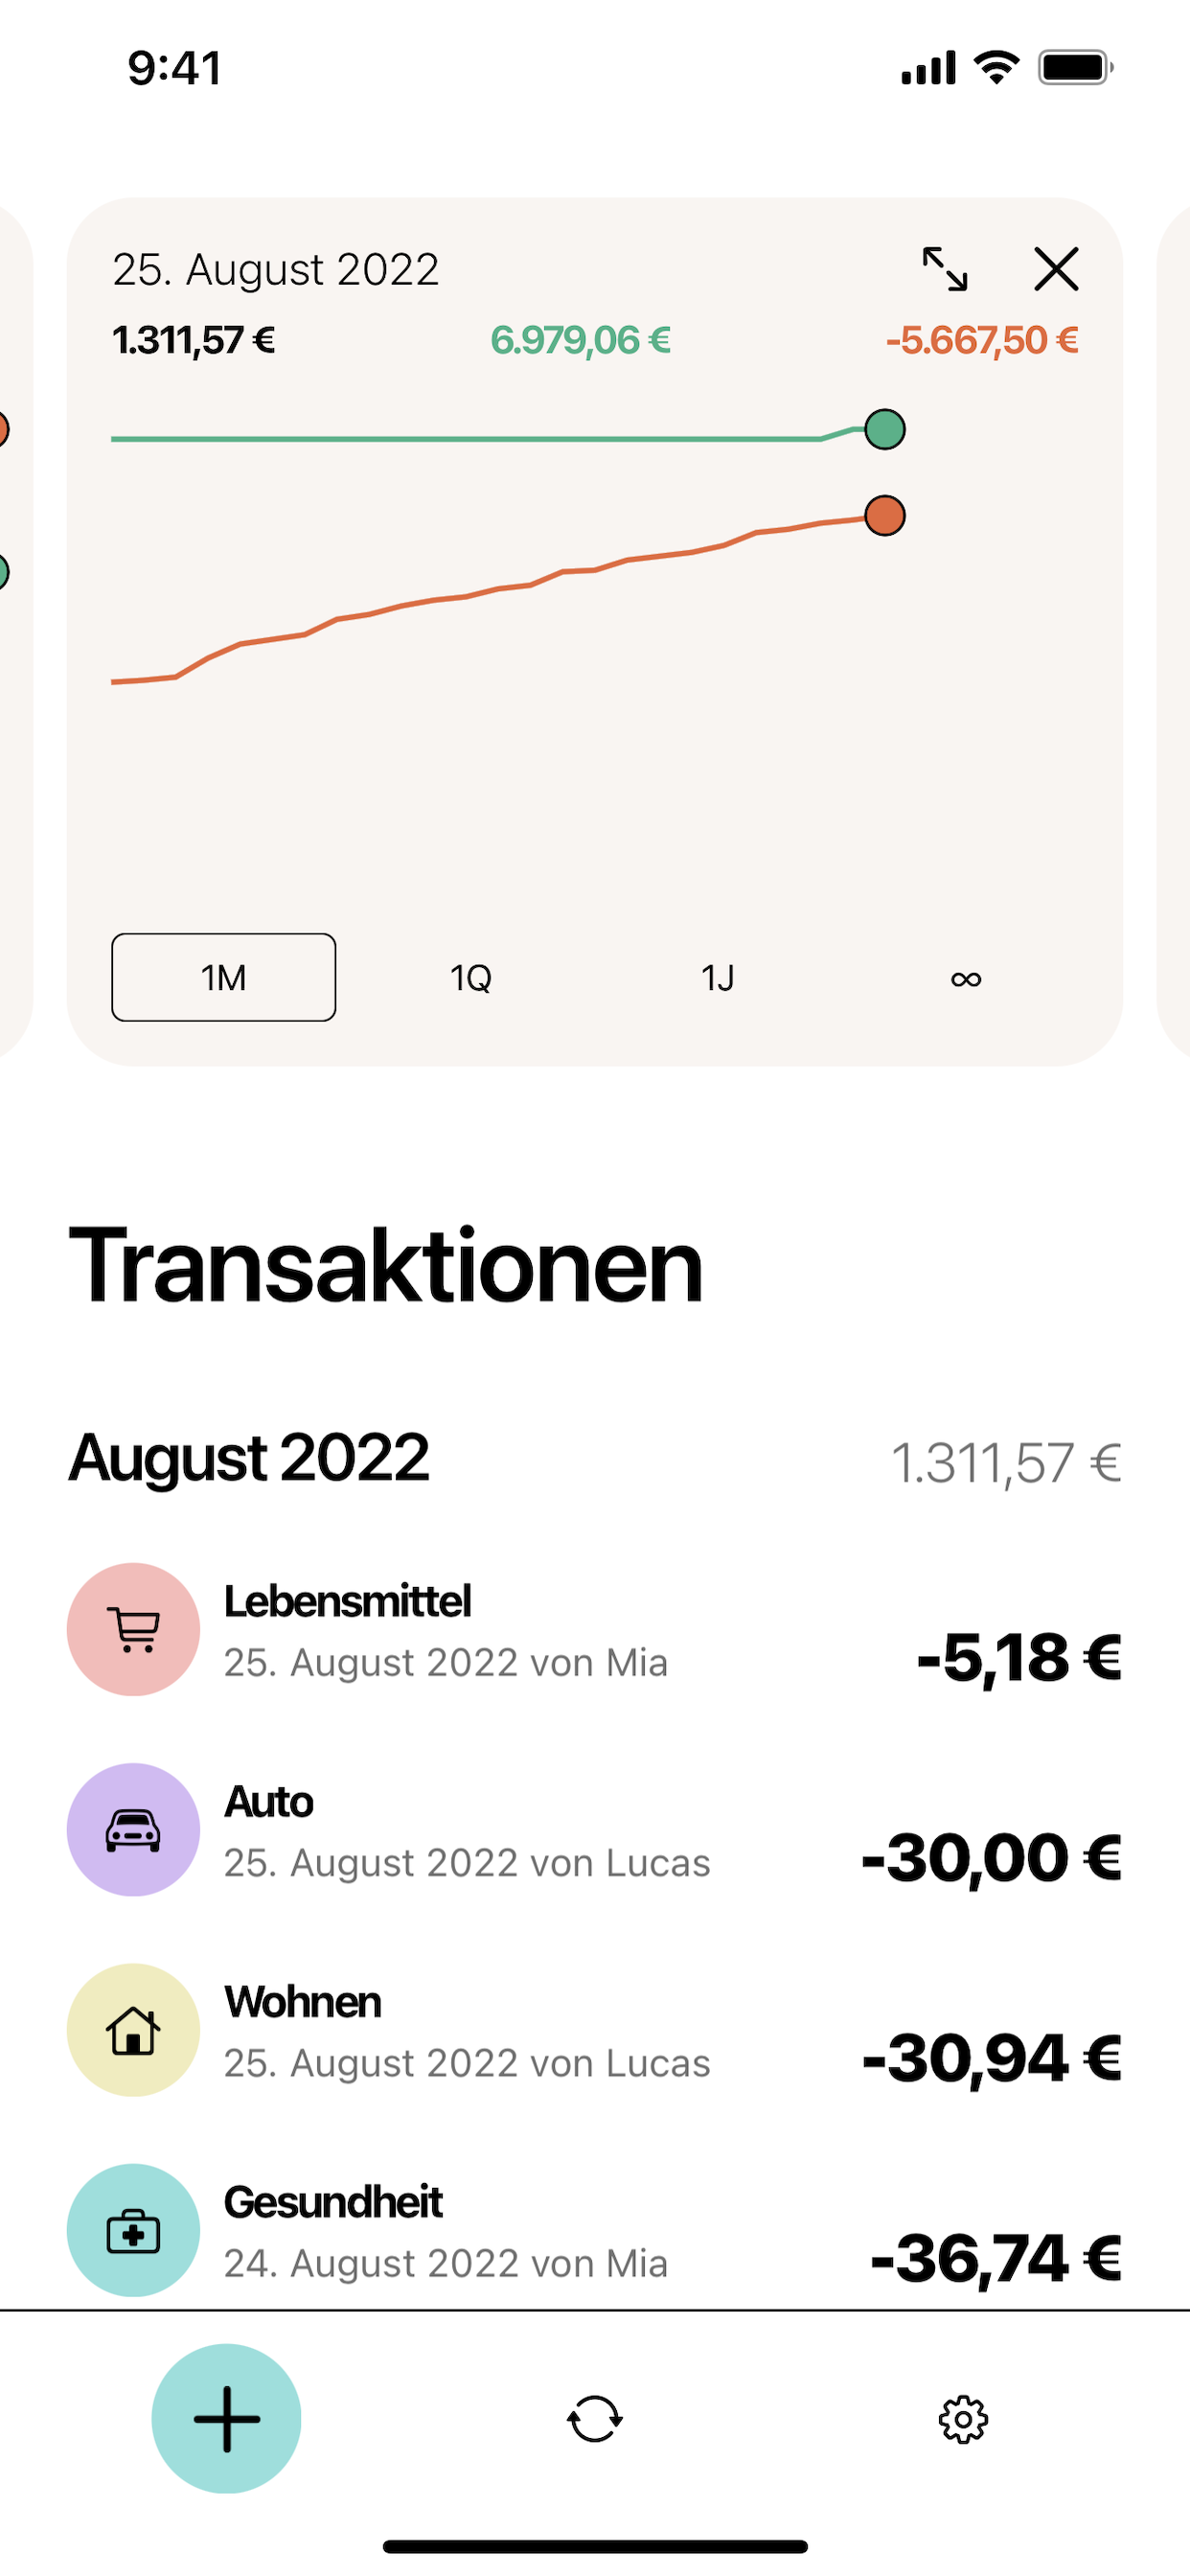 9:41
25. August 2022
1.311,57 € 6.979,06 € -5.667,50 €
1M 1Q 1J ∞
Transaktionen
August 2022 1.311,57 €
Lebensmittel
25. August 2022 von Mia -5,18 €
Auto
25. August 2022 von Lucas -30,00 €
Wohnen
25. August 2022 von Lucas -30,94 €
Gesundheit
24. August 2022 von Mia -36,74 €